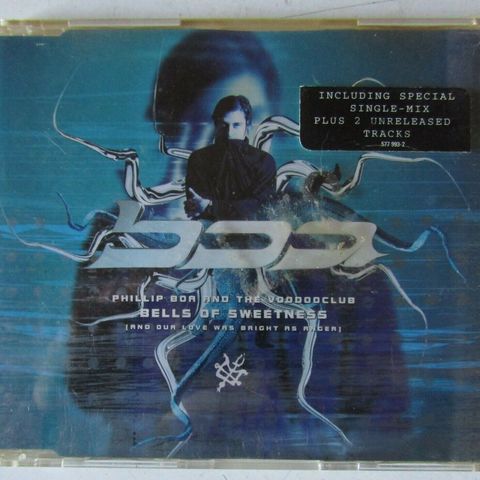 INCLUDING SPECIAL
SINGLE-MIX
PLUS 2 UNRELEASED
TRACKS
577 993-2
boa
PHILLIP BOA AND THE VOODOOCLUB
BELLS OF SWEETNESS
[AND OUR LOVE WAS BRIGHT AS ANGER]